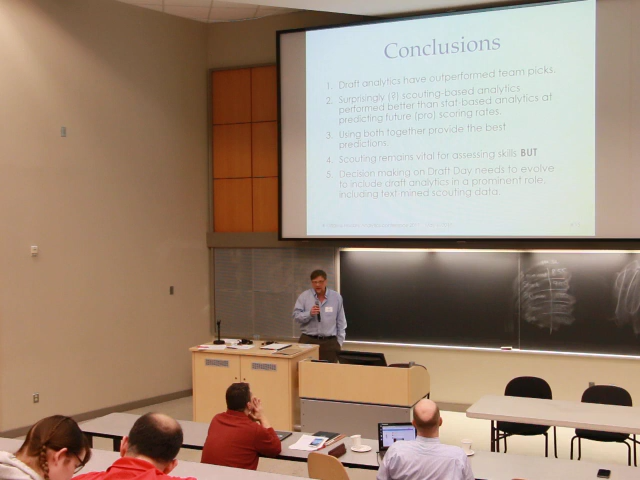 Conclusions
1. Draft analytics have outperformed team picks.
2. Surprisingly (?) scouting-based analytics
performed better than stat-based analytics at
predicting future (pro) scoring rates.
3. Using both together provide the best
predictions.
4. Scouting remains vital for assessing skills BUT
5. Decision making on Draft Day needs to evolve
to include draft analytics in a prominent role,
including text-mined scouting data.